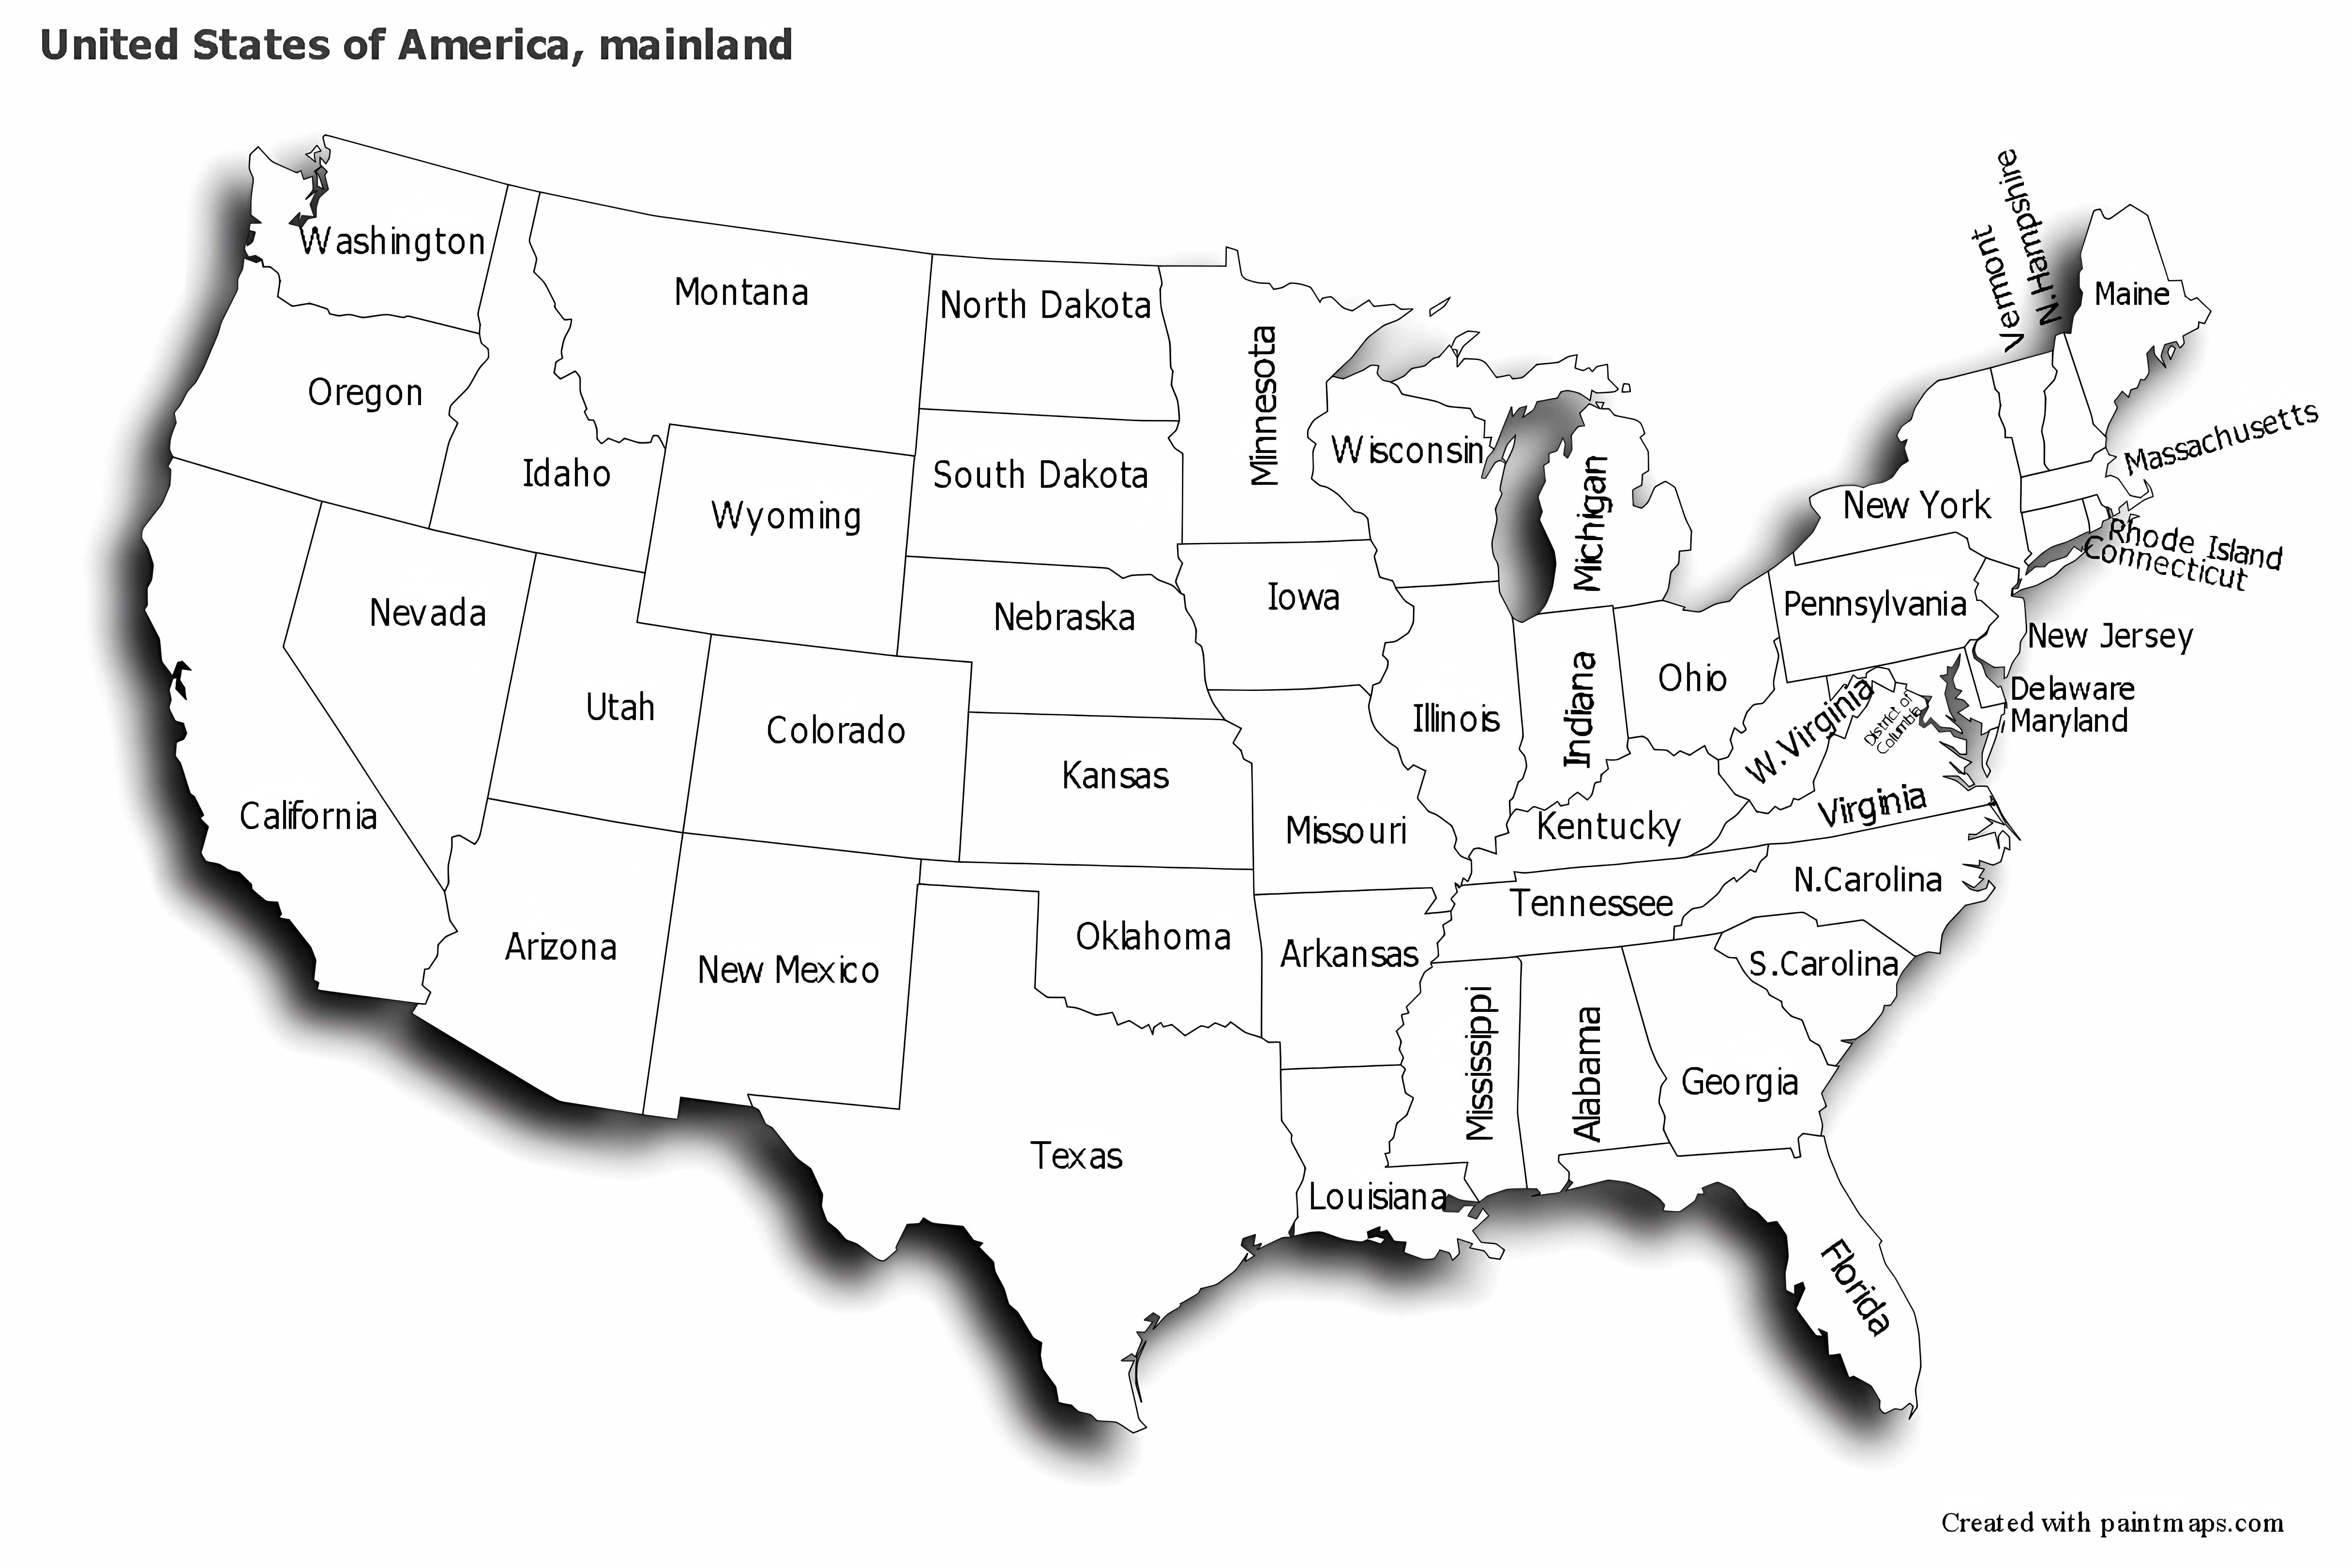 United States of America, mainland
N.Hampshire
Vermont
Washington
Montana
North Dakota
Minnesota
Maine
Oregon
Idaho
South Dakota
Wisconsin
Michigan
Massachusetts
Wyoming
New York
Rhode Island
Connecticut
Nevada
Nebraska
Iowa
Pennsylvania
New Jersey
Utah
Colorado
Illinois
Indiana
Ohio
W.Virginia
District of
Columbia
Delaware
Maryland
California
Kansas
Missouri
Kentucky
Virginia
Arizona
New Mexico
Oklahoma
Arkansas
Tennessee
N.Carolina
S.Carolina
Mississippi
Alabama
Georgia
Texas
Louisiana
Florida
Created with paintmaps.com